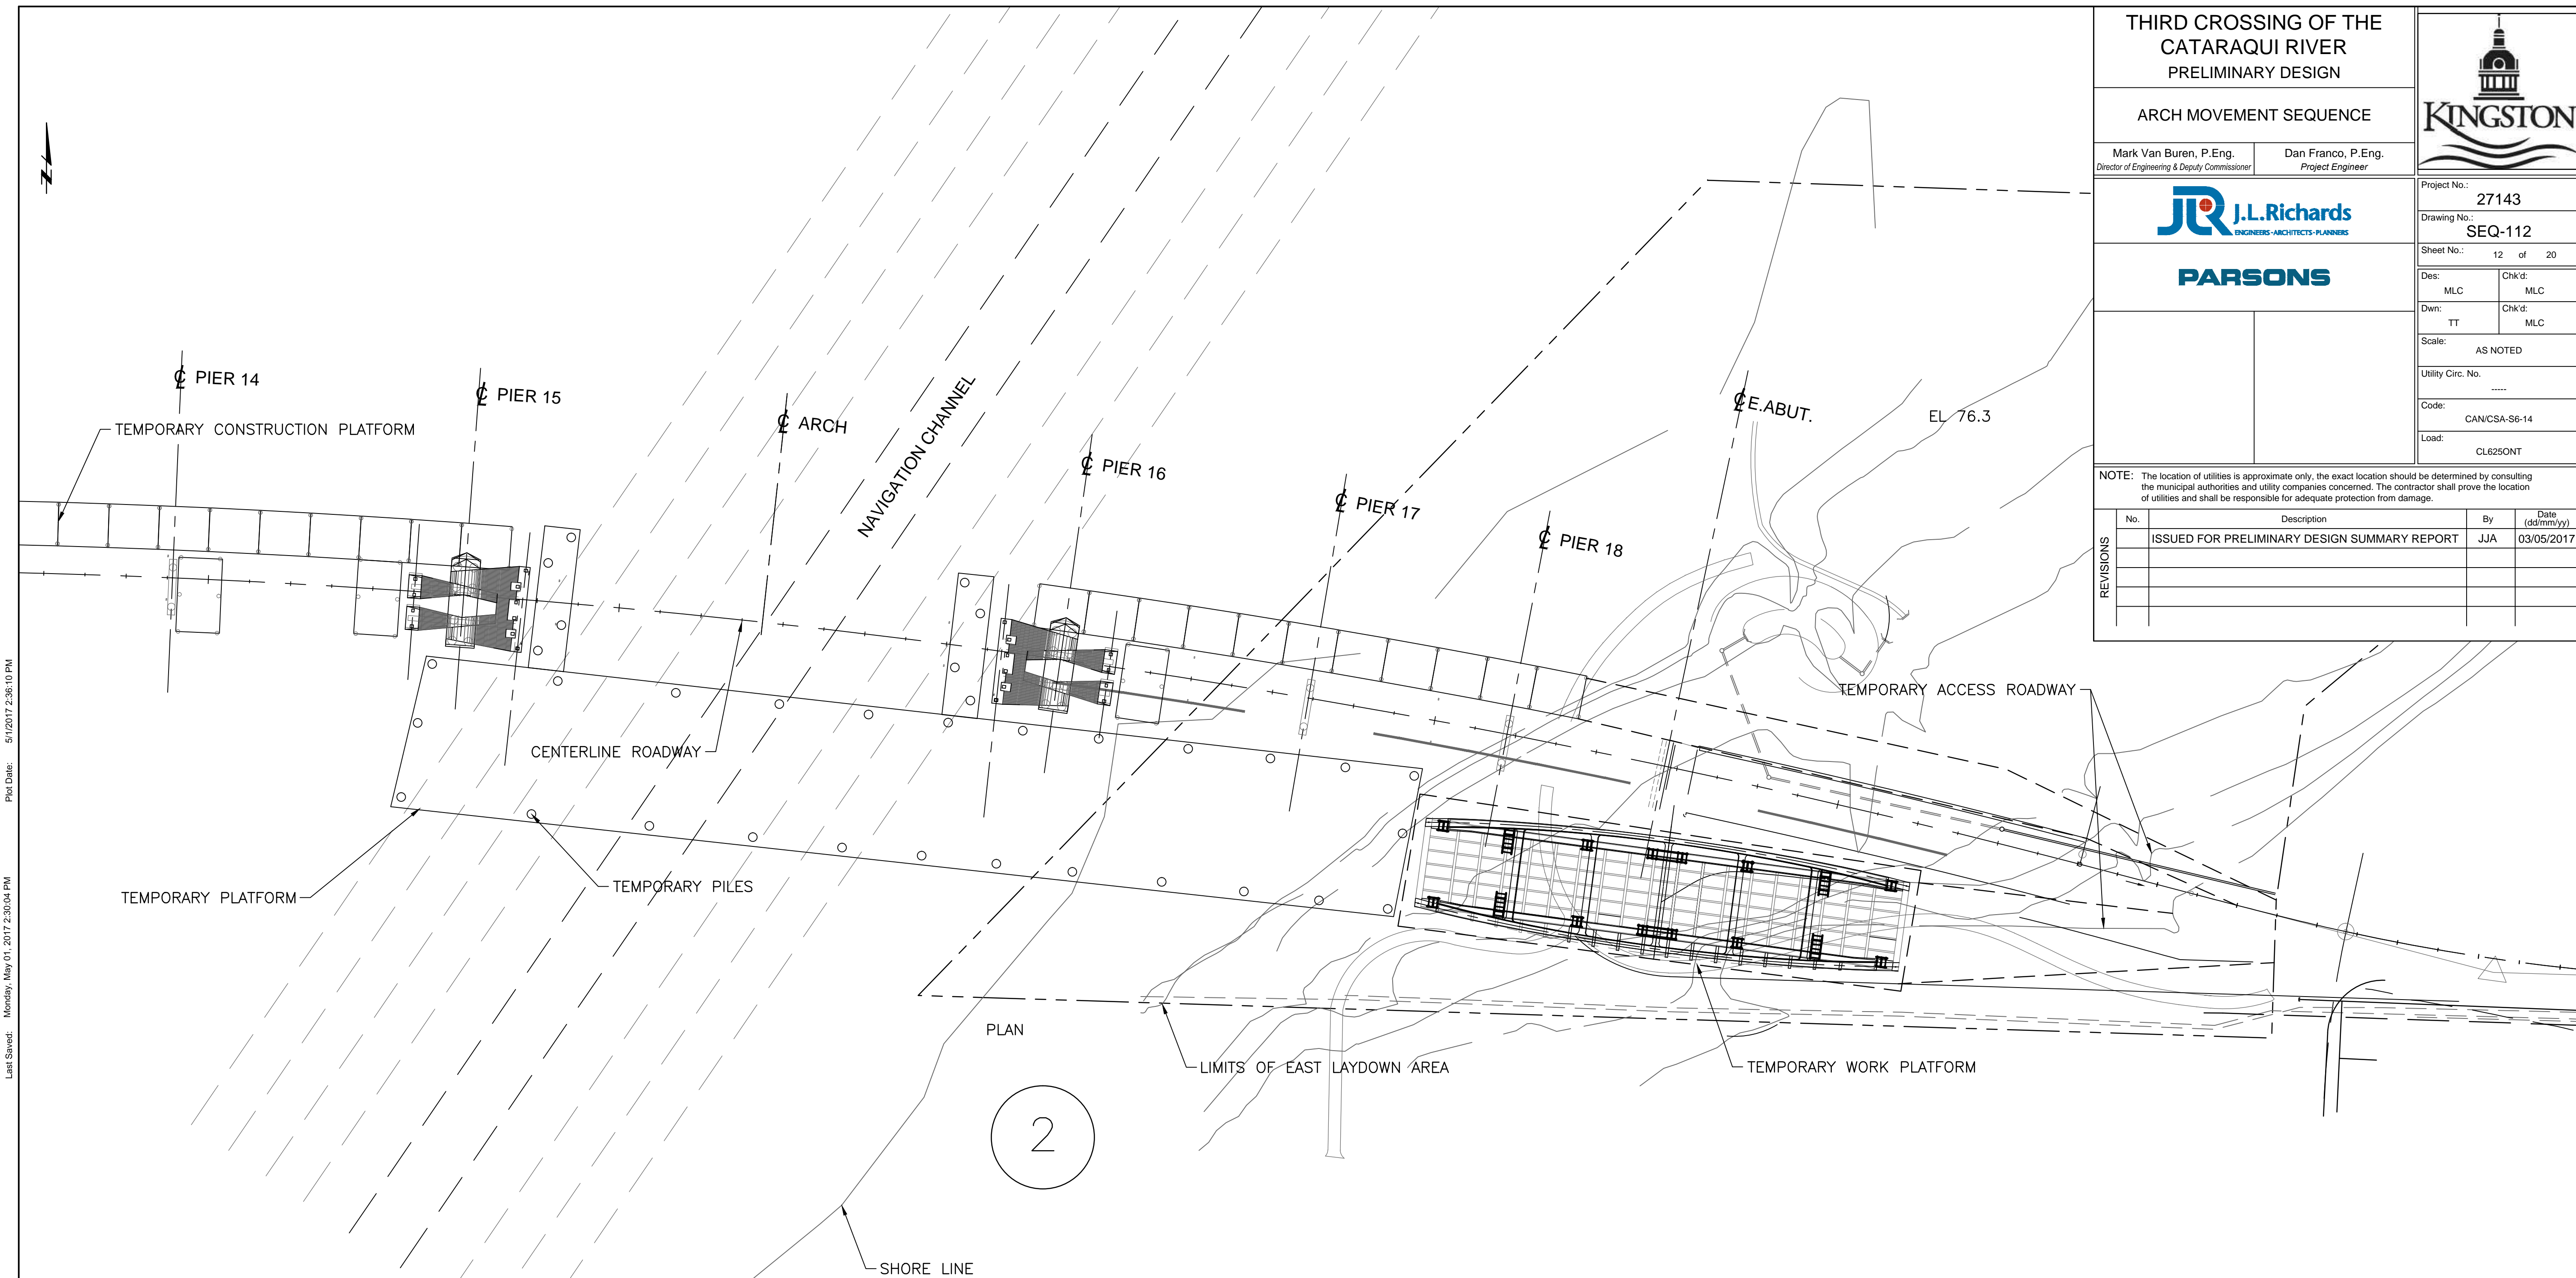 THIRD CROSSING OF THE
CATARAQUI RIVER
PRELIMINARY DESIGN
ARCH MOVEMENT SEQUENCE
Mark Van Buren, P.Eng.
Director of Engineering & Deputy Commissioner
Dan Franco, P.Eng.
Project Engineer
KINGSTON
JLR J.L.Richards
ENGINEERS·ARCHITECTS·PLANNERS
PARSONS
Project No.:
27143
Drawing No.:
SEQ-112
Sheet No.: 12 of 20
Des:
MLC
Chk'd:
MLC
Dwn:
TT
Chk'd:
MLC
Scale:
AS NOTED
Utility Circ. No.
-----
Code:
CAN/CSA-S6-14
Load:
CL625ONT
NOTE: The location of utilities is approximate only, the exact location should be determined by consulting
the municipal authorities and utility companies concerned. The contractor shall prove the location
of utilities and shall be responsible for adequate protection from damage.
REVISIONS
No. Description By Date
(dd/mm/yy)
ISSUED FOR PRELIMINARY DESIGN SUMMARY REPORT JJA 03/05/2017
N
℄ PIER 14
℄ PIER 15
℄ ARCH
NAVIGATION CHANNEL
℄ PIER 16
℄ PIER 17
℄ PIER 18
℄ E.ABUT.
EL 76.3
TEMPORARY CONSTRUCTION PLATFORM
TEMPORARY ACCESS ROADWAY
CENTERLINE ROADWAY
TEMPORARY PLATFORM
TEMPORARY PILES
PLAN
2
LIMITS OF EAST LAYDOWN AREA
TEMPORARY WORK PLATFORM
SHORE LINE
Last Saved: Monday, May 01, 2017 2:30:04 PM Plot Date: 5/1/2017 2:36:10 PM